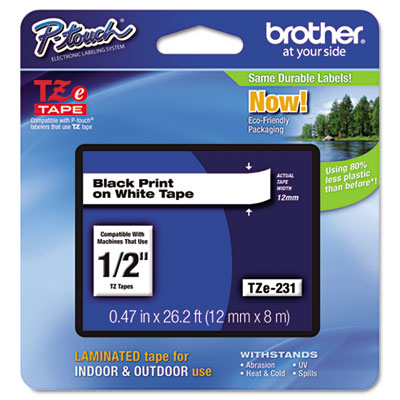 P-touch
ELECTRONIC LABELING SYSTEM
brother
at your side
TZe
TAPE
Compatible with P-touch®
labelers that use TZ tape
Same Durable Labels!
Now!
Eco-Friendly
Packaging
Using 80%
less plastic
than before*!
Black Print
on White Tape
ACTUAL
TAPE
WIDTH
12mm
Compatible With
Machines That Use
1/2"
TZ Tapes
TZe-231
0.47 in x 26.2 ft (12 mm x 8 m)
LAMINATED tape for
INDOOR & OUTDOOR use
WITHSTANDS
• Abrasion • UV
• Heat & Cold • Spills